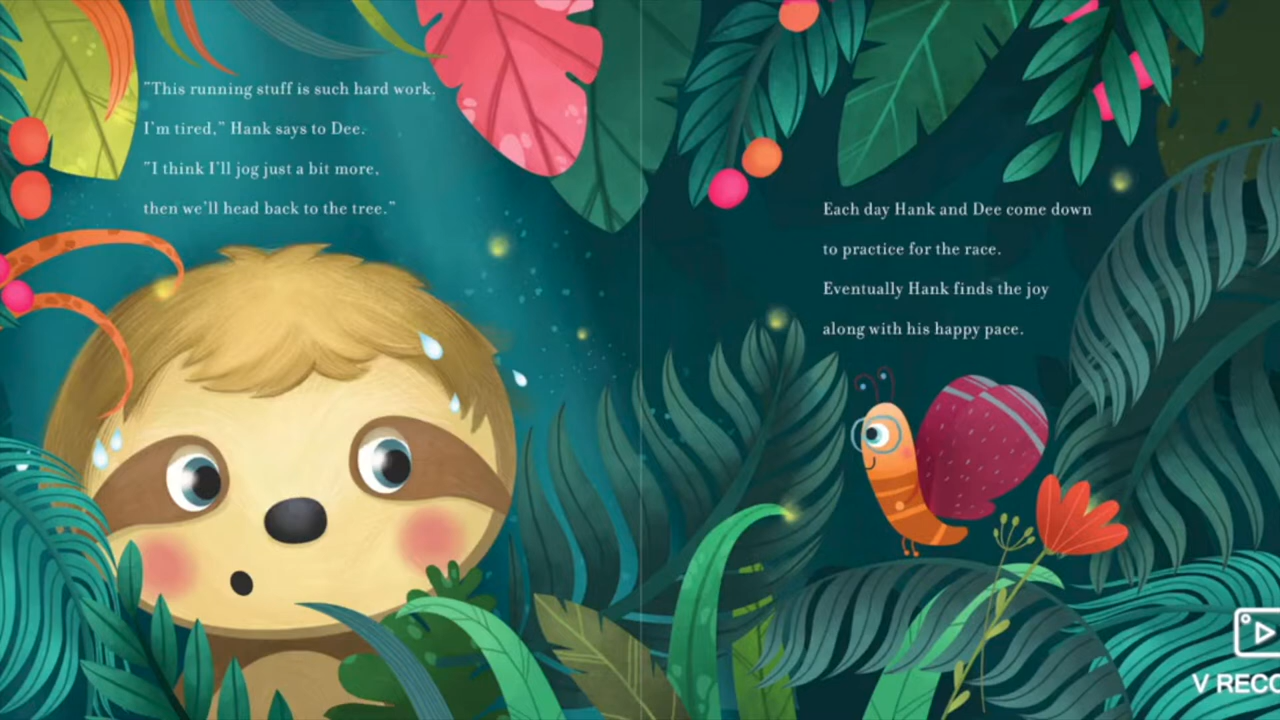 "This running stuff is such hard work.
I'm tired," Hank says to Dee.
"I think I'll jog just a bit more,
then we'll head back to the tree."
Each day Hank and Dee come down
to practice for the race.
Eventually Hank finds the joy
along with his happy pace.
V RECO